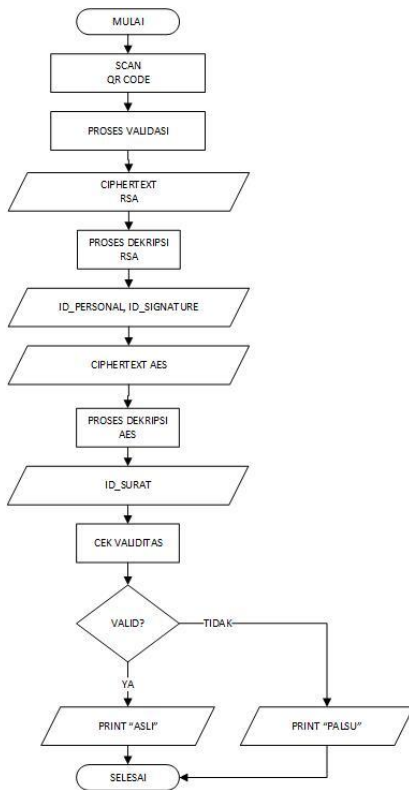 MULAI
SCAN
QR CODE
PROSES VALIDASI
CIPHERTEXT
RSA
PROSES DEKRIPSI
RSA
ID_PERSONAL, ID_SIGNATURE
CIPHERTEXT AES
PROSES DEKRIPSI
AES
ID_SURAT
CEK VALIDITAS
VALID?
TIDAK
YA
PRINT “ASLI”
PRINT “PALSU”
SELESAI